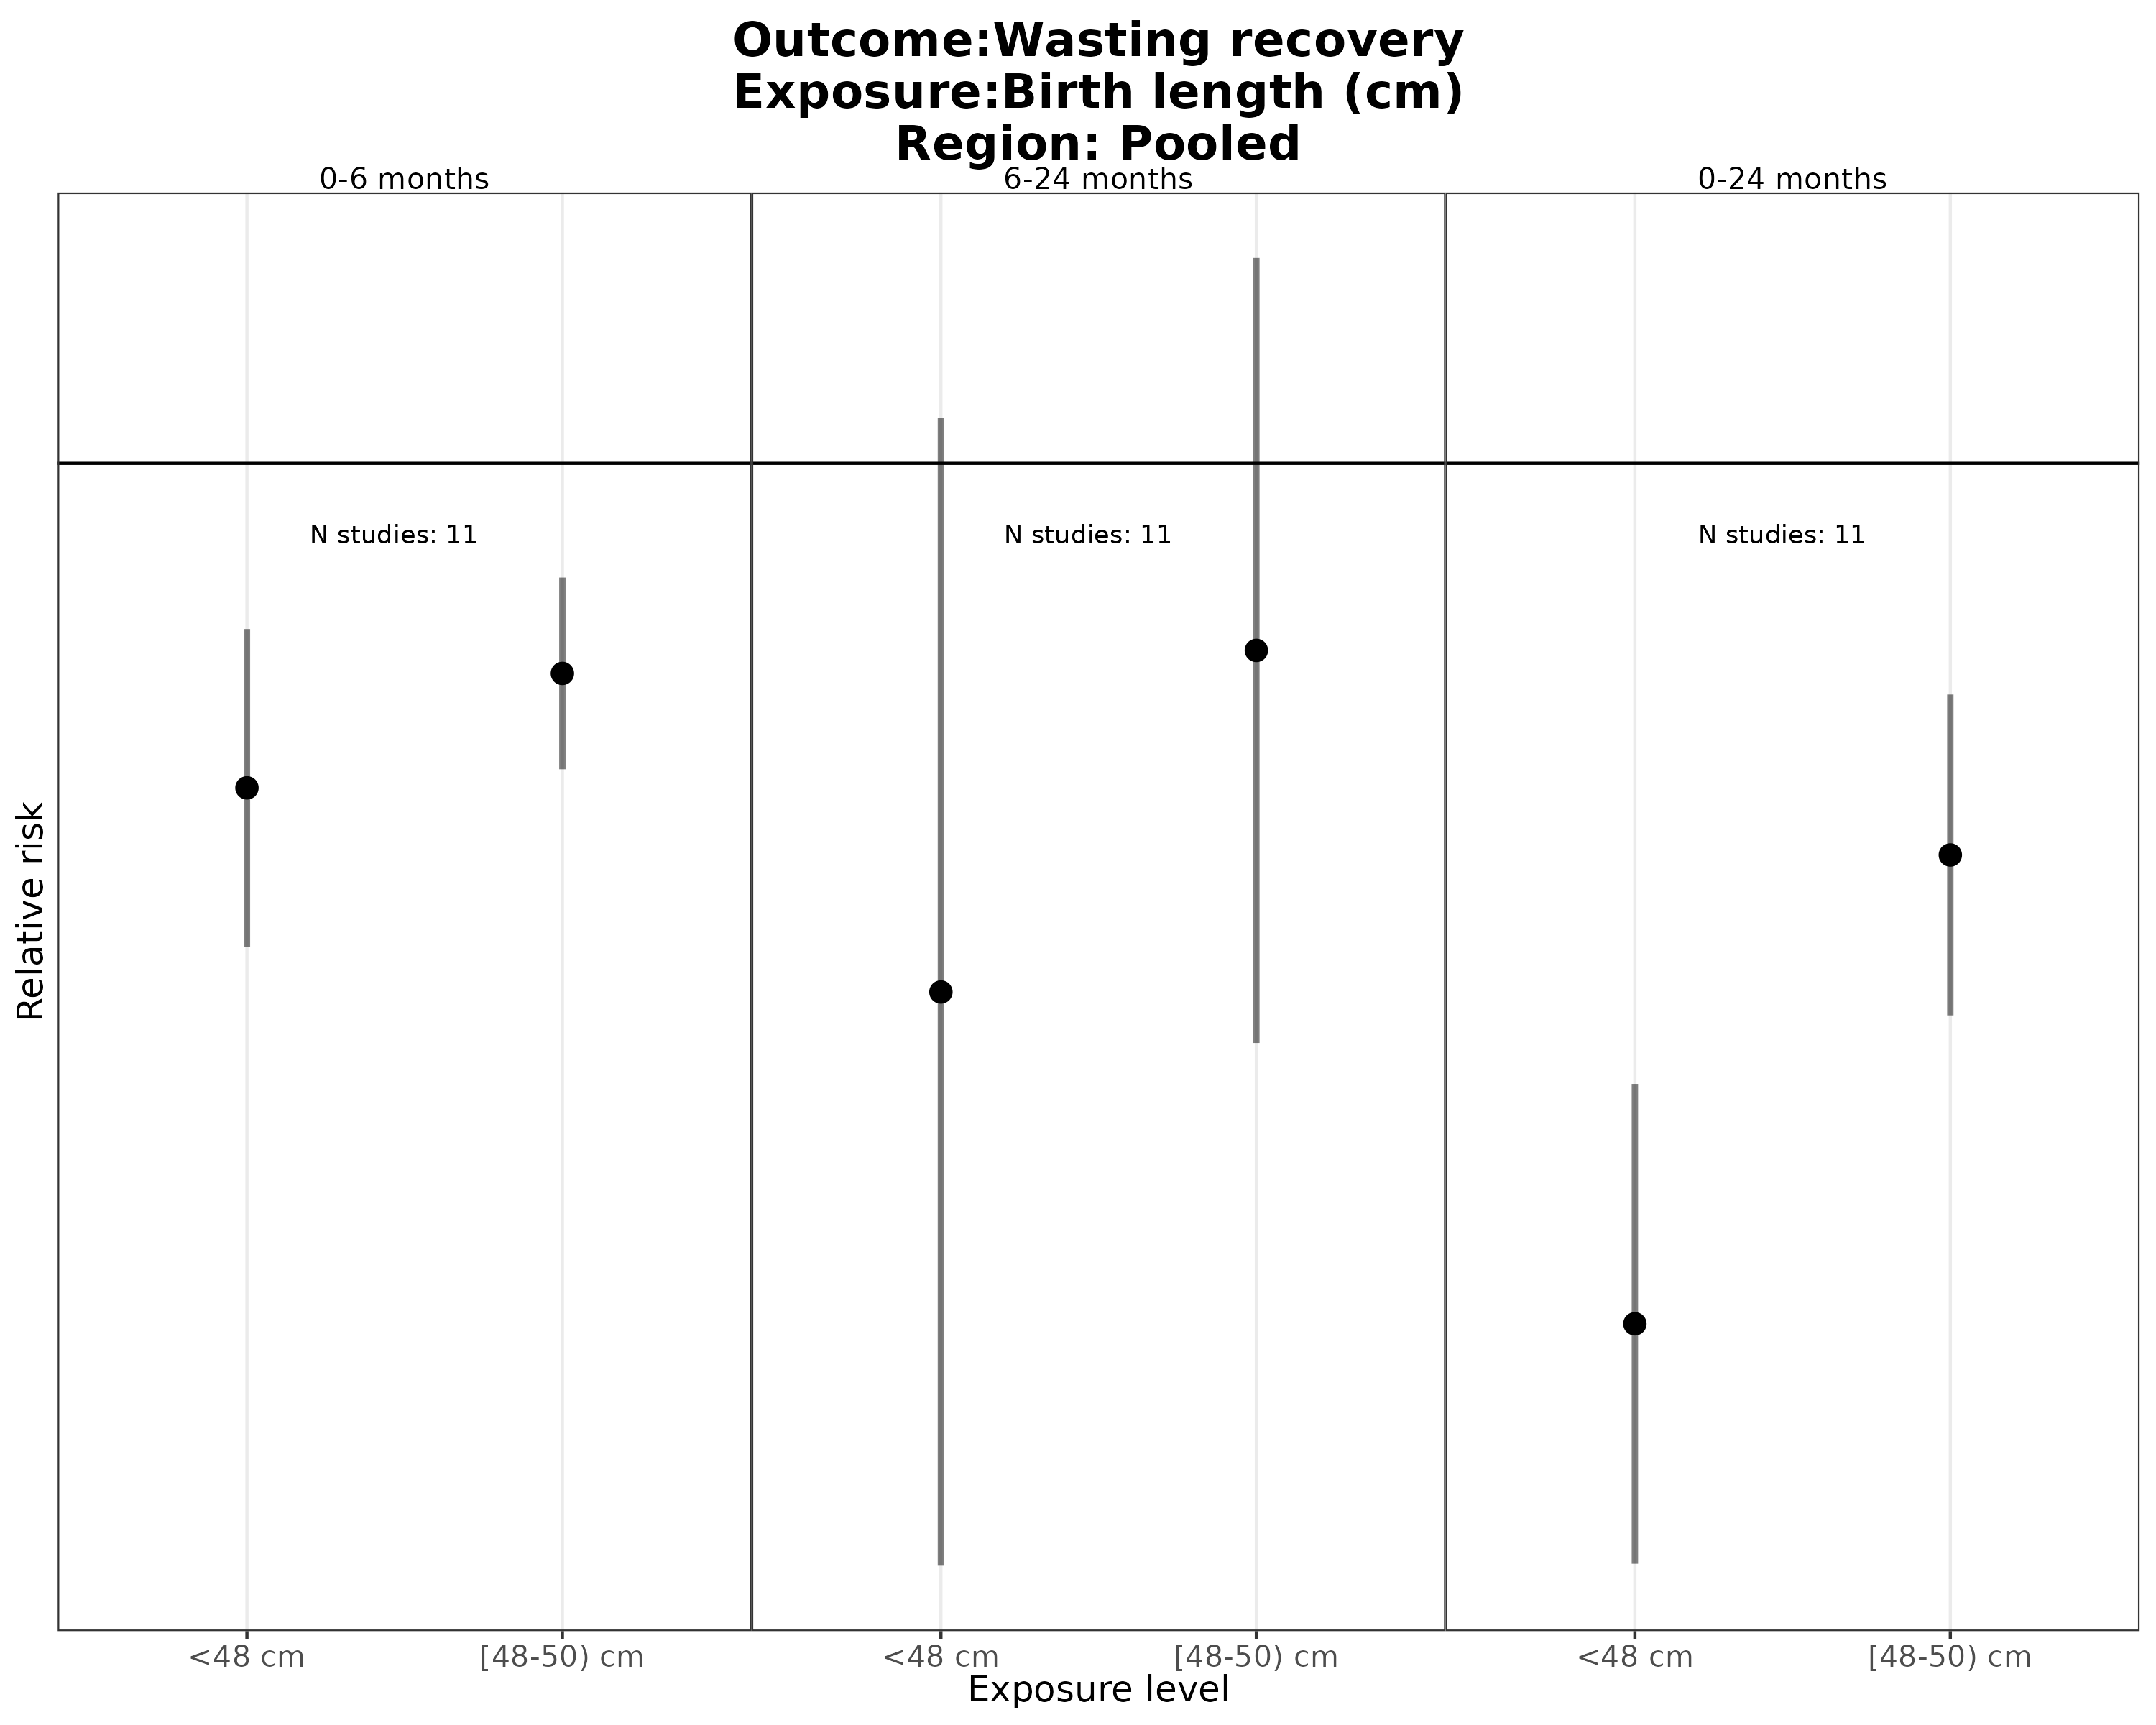 Outcome:Wasting recovery
Exposure:Birth length (cm)
Region: Pooled
0-6 months
6-24 months
0-24 months
N studies: 11
N studies: 11
N studies: 11
Relative risk
<48 cm
[48-50) cm
<48 cm
[48-50) cm
<48 cm
[48-50) cm
Exposure level